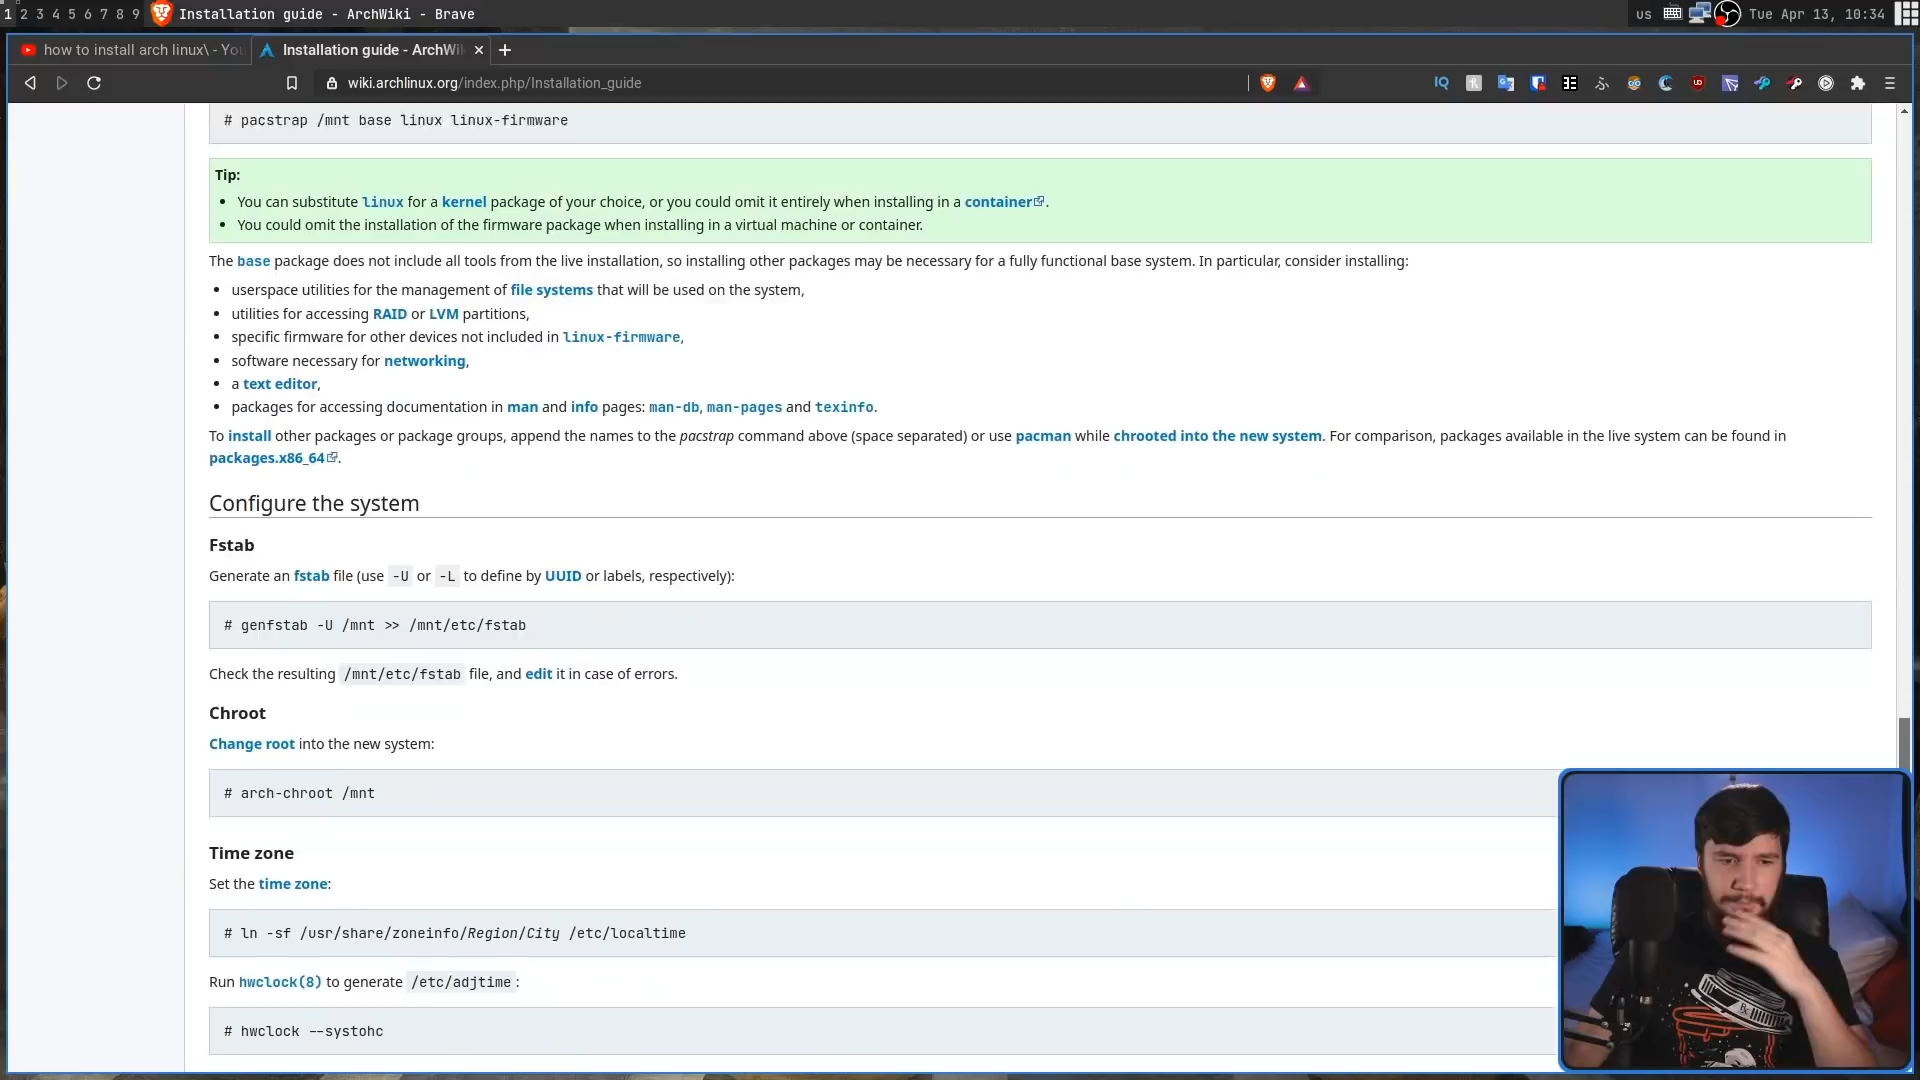 1 2 3 4 5 6 7 8 9 Installation guide - ArchWiki - Brave us Tue Apr 13, 10:34
how to install arch linux\ - You Installation guide - ArchWi
wiki.archlinux.org/index.php/Installation_guide
# pacstrap /mnt base linux linux-firmware
Tip:
• You can substitute linux for a kernel package of your choice, or you could omit it entirely when installing in a container.
• You could omit the installation of the firmware package when installing in a virtual machine or container.
The base package does not include all tools from the live installation, so installing other packages may be necessary for a fully functional base system. In particular, consider installing:
• userspace utilities for the management of file systems that will be used on the system,
• utilities for accessing RAID or LVM partitions,
• specific firmware for other devices not included in linux-firmware,
• software necessary for networking,
• a text editor,
• packages for accessing documentation in man and info pages: man-db, man-pages and texinfo.
To install other packages or package groups, append the names to the pacstrap command above (space separated) or use pacman while chrooted into the new system. For comparison, packages available in the live system can be found in
packages.x86_64.
Configure the system
Fstab
Generate an fstab file (use -U or -L to define by UUID or labels, respectively):
# genfstab -U /mnt >> /mnt/etc/fstab
Check the resulting /mnt/etc/fstab file, and edit it in case of errors.
Chroot
Change root into the new system:
# arch-chroot /mnt
Time zone
Set the time zone:
# ln -sf /usr/share/zoneinfo/Region/City /etc/localtime
Run hwclock(8) to generate /etc/adjtime:
# hwclock --systohc